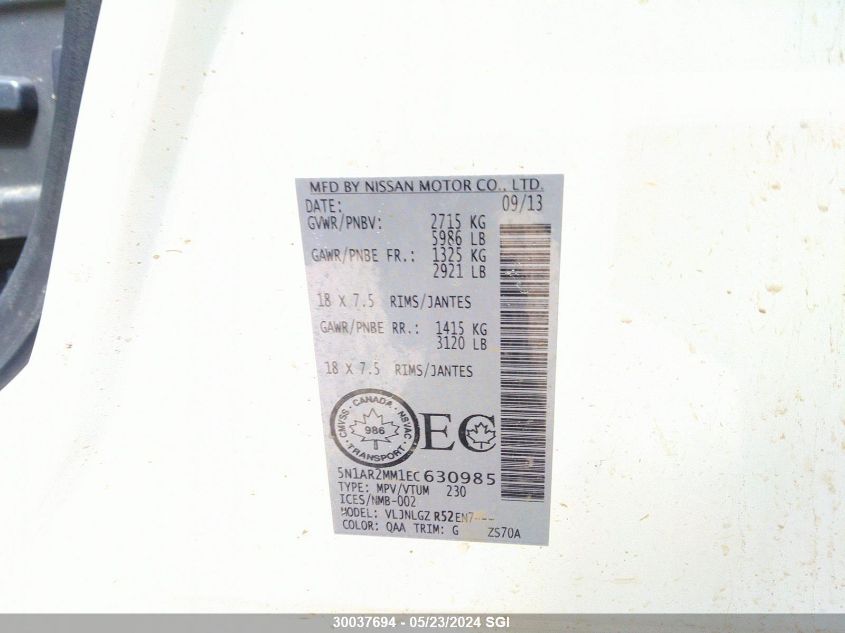 MFD BY NISSAN MOTOR CO., LTD.
DATE: 09/13
GVWR/PNBV: 2715 KG
5986 LB
GAWR/PNBE FR.: 1325 KG
2921 LB
18 X 7.5 RIMS/JANTES
GAWR/PNBE RR.: 1415 KG
3120 LB
18 X 7.5 RIMS/JANTES
CMVSS · CANADA · NSVAC
986
TRANSPORT
EC
5N1AR2MM1EC630985
TYPE: MPV/VTUM 230
ICES/NMB-002
MODEL: VLJNLGZ
COLOR: QAA TRIM: G ZS70A
30037694 - 05/23/2024 SGI